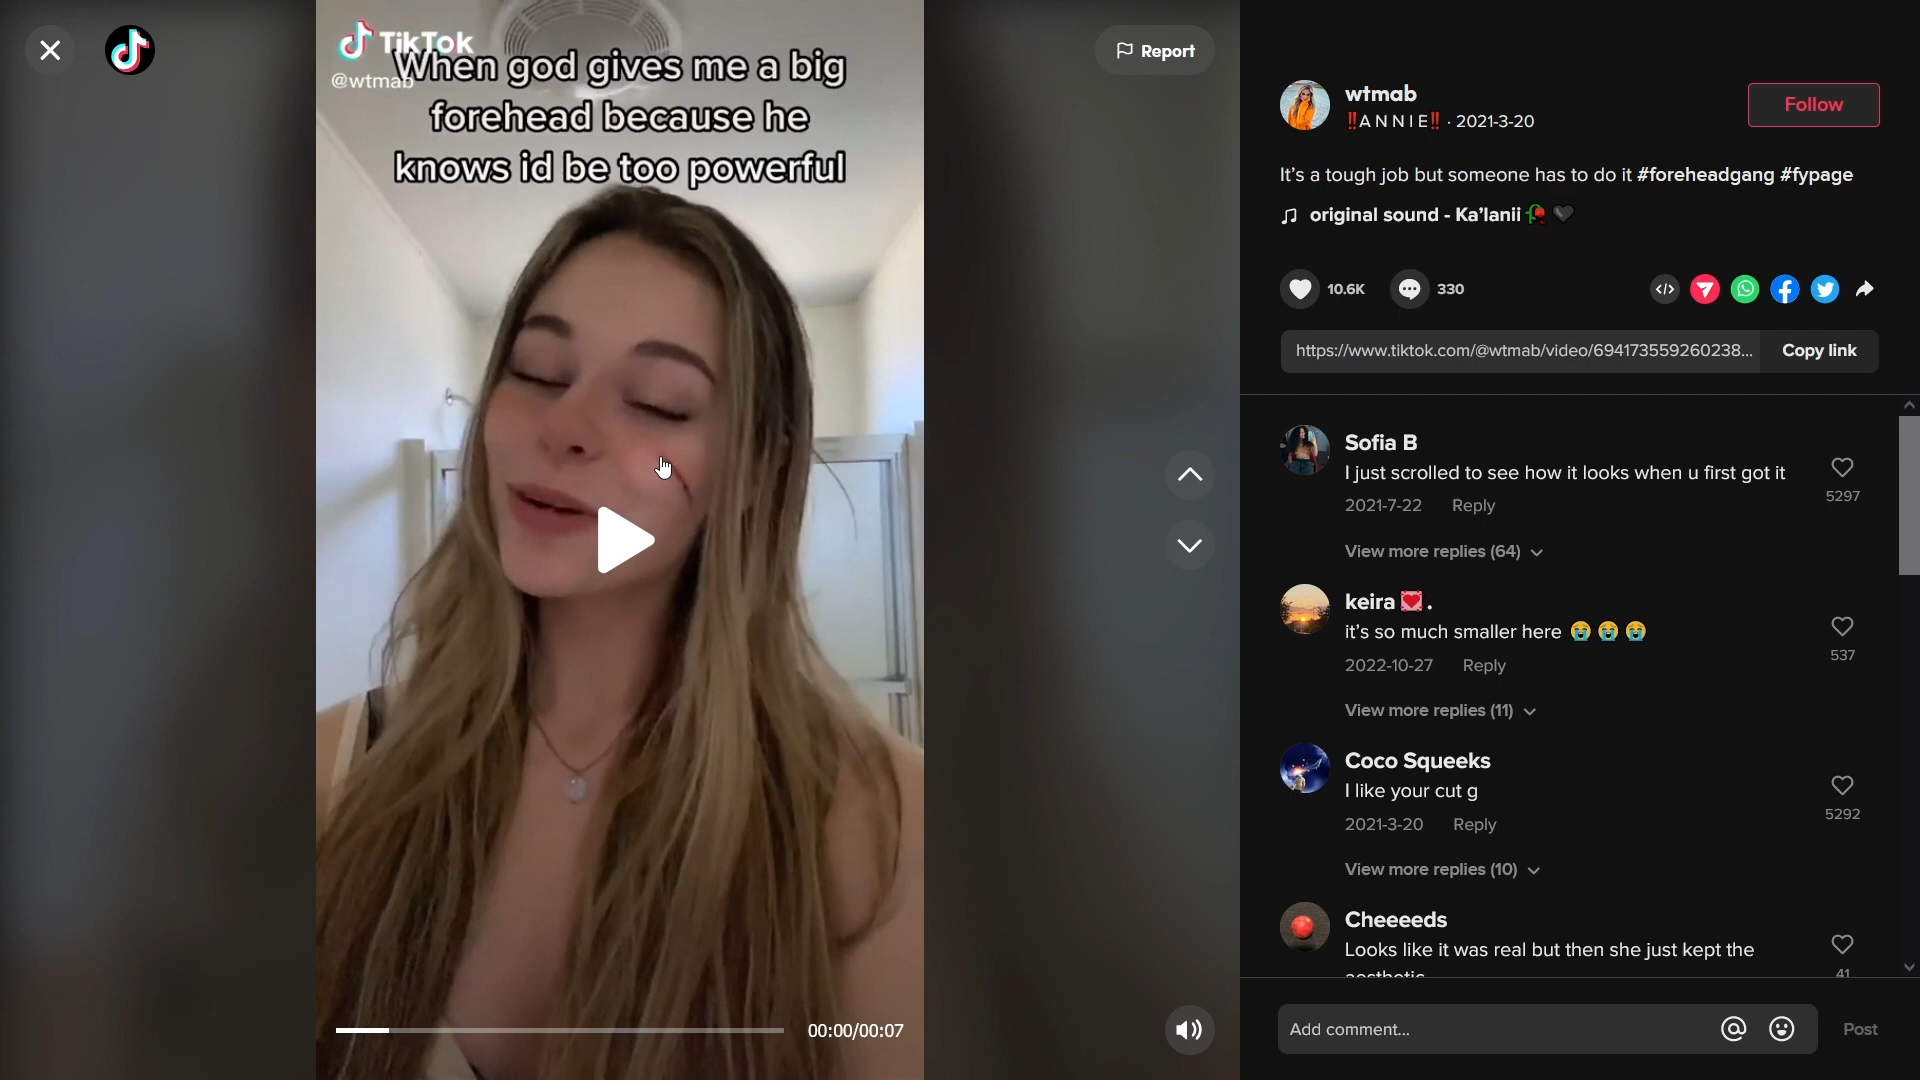 TikTok
@wtmab
When god gives me a big
forehead because he
knows id be too powerful
00:00/00:07
Report
wtmab
‼️A N N I E‼️ · 2021-3-20
Follow
It's a tough job but someone has to do it #foreheadgang #fypage
original sound - Ka'lanii🥀🖤
10.6K
330
https://www.tiktok.com/@wtmab/video/694173559260238...
Copy link
Sofia B
I just scrolled to see how it looks when u first got it
2021-7-22 Reply
5297
View more replies (64)
keira 💟 .
it's so much smaller here 😭 😭 😭
2022-10-27 Reply
537
View more replies (11)
Coco Squeeks
I like your cut g
2021-3-20 Reply
5292
View more replies (10)
Cheeeeds
Looks like it was real but then she just kept the
aesthetic
41
Add comment...
Post